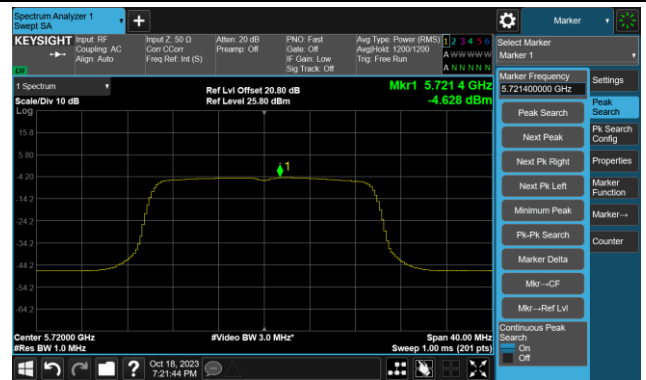 Spectrum Analyzer 1
Swept SA
Marker
KEYSIGHT
Input: RF
Coupling: AC
Align: Auto
Input Z: 50 Ω
Corr CCorr
Freq Ref: Int (S)
Atten: 20 dB
Preamp: Off
PNO: Fast
Gate: Off
IF Gain: Low
Sig Track: Off
Avg Type: Power (RMS)
Avg|Hold: 1200/1200
Trig: Free Run
1 2 3 4 5 6
A W W W W W
A N N N N N
Select Marker
Marker 1
1 Spectrum
Scale/Div 10 dB
Log
Ref Lvl Offset 20.80 dB
Ref Level 25.80 dBm
Mkr1 5.721 4 GHz
-4.628 dBm
15.8
5.80
-4.20
-14.2
-24.2
-34.2
-44.2
-54.2
-64.2
1
Center 5.72000 GHz
#Res BW 1.0 MHz
#Video BW 3.0 MHz*
Span 40.00 MHz
Sweep 1.00 ms (201 pts)
Marker Frequency
5.721400000 GHz
Peak Search
Next Peak
Next Pk Right
Next Pk Left
Minimum Peak
Pk-Pk Search
Marker Delta
Mkr→CF
Mkr→Ref Lvl
Continuous Peak
Search
On
Off
Settings
Peak
Search
Pk Search
Config
Properties
Marker
Function
Marker→
Counter
Oct 18, 2023
7:21:44 PM